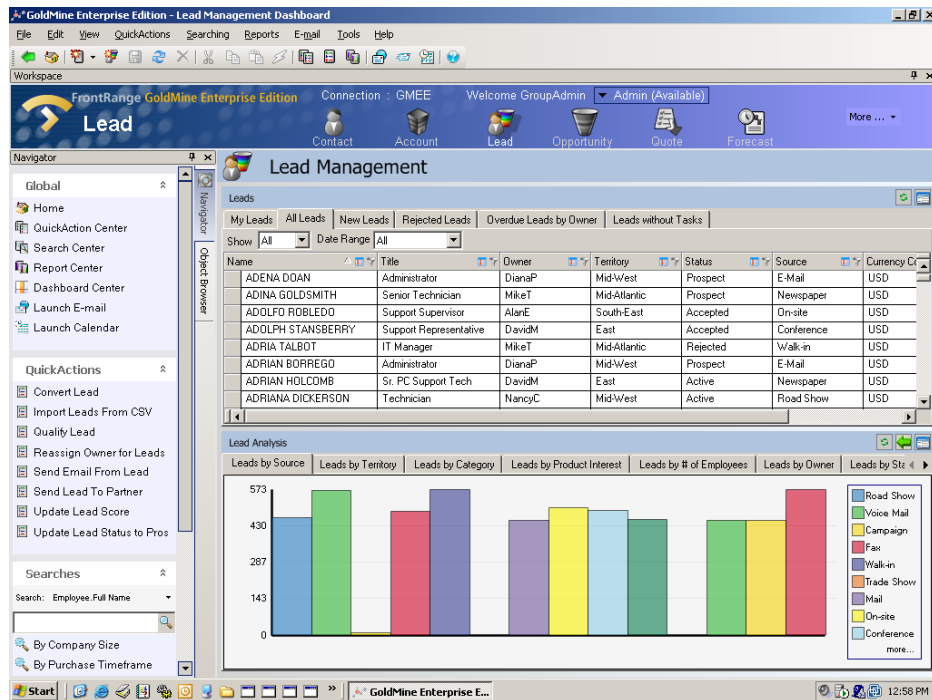 GoldMine Enterprise Edition - Lead Management Dashboard
File Edit View QuickActions Searching Reports E-mail Tools Help
Workspace
FrontRange GoldMine Enterprise Edition Connection : GMEE Welcome GroupAdmin Admin (Available)
Lead
Contact Account Lead Opportunity Quote Forecast More ...
Navigator
Navigator
Object Browser
Global
Home
QuickAction Center
Search Center
Report Center
Dashboard Center
Launch E-mail
Launch Calendar
QuickActions
Convert Lead
Import Leads From CSV
Qualify Lead
Reassign Owner for Leads
Send Email From Lead
Send Lead To Partner
Update Lead Score
Update Lead Status to Pros
Searches
Search: Employee.Full Name
By Company Size
By Purchase Timeframe
Lead Management
Leads
My Leads All Leads New Leads Rejected Leads Overdue Leads by Owner Leads without Tasks
Show All Date Range All
Name Title Owner Territory Status Source Currency Co
ADENA DOAN Administrator DianaP Mid-West Prospect E-Mail USD
ADINA GOLDSMITH Senior Technician MikeT Mid-Atlantic Prospect Newspaper USD
ADOLFO ROBLEDO Support Supervisor AlanE South-East Accepted On-site USD
ADOLPH STANSBERRY Support Representative DavidM East Accepted Conference USD
ADRIA TALBOT IT Manager MikeT Mid-Atlantic Rejected Walk-in USD
ADRIAN BORREGO Administrator DianaP Mid-West Prospect E-Mail USD
ADRIAN HOLCOMB Sr. PC Support Tech DavidM East Active Newspaper USD
ADRIANA DICKERSON Technician NancyC Mid-West Active Road Show USD
Lead Analysis
Leads by Source Leads by Territory Leads by Category Leads by Product Interest Leads by # of Employees Leads by Owner Leads by Sta
573
430
287
143
0
Road Show
Voice Mail
Campaign
Fax
Walk-in
Trade Show
Mail
On-site
Conference
more...
Start » GoldMine Enterprise E... 12:58 PM